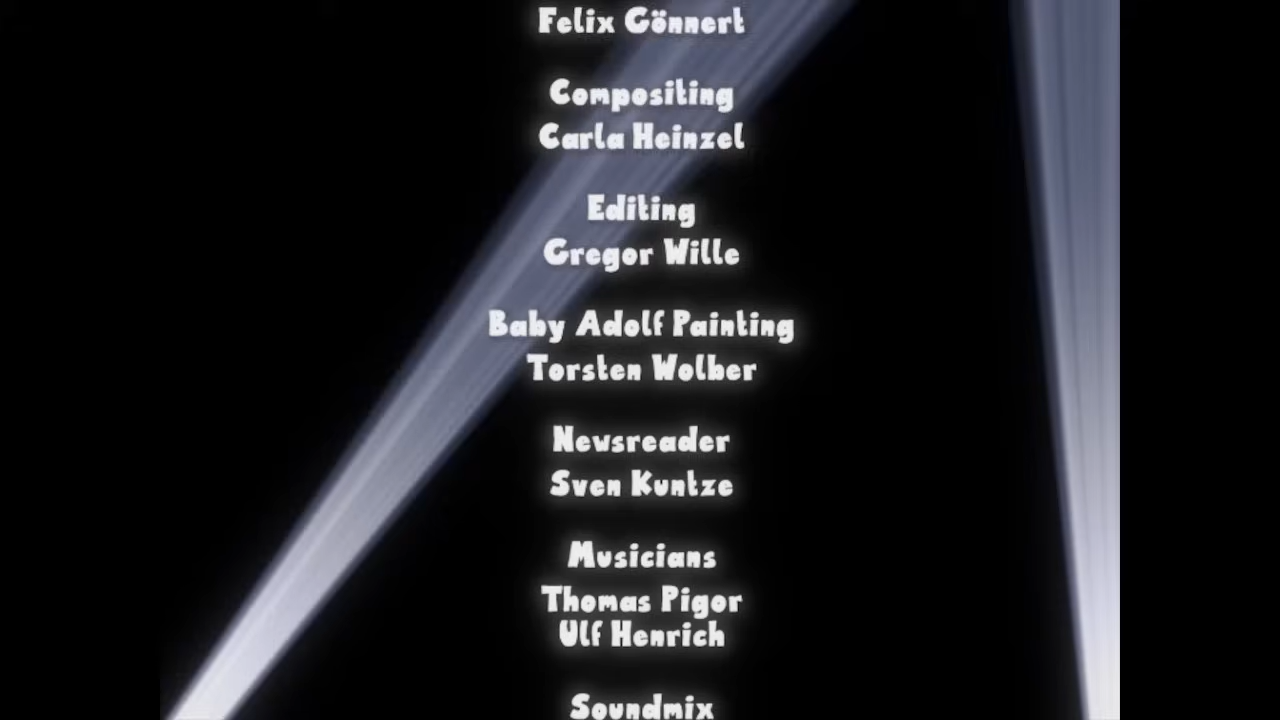 Felix Gönnert
Compositing
Carla Heinzel
Editing
Gregor Wille
Baby Adolf Painting
Torsten Wolber
Newsreader
Sven Kuntze
Musicians
Thomas Pigor
Ulf Henrich
Soundmix